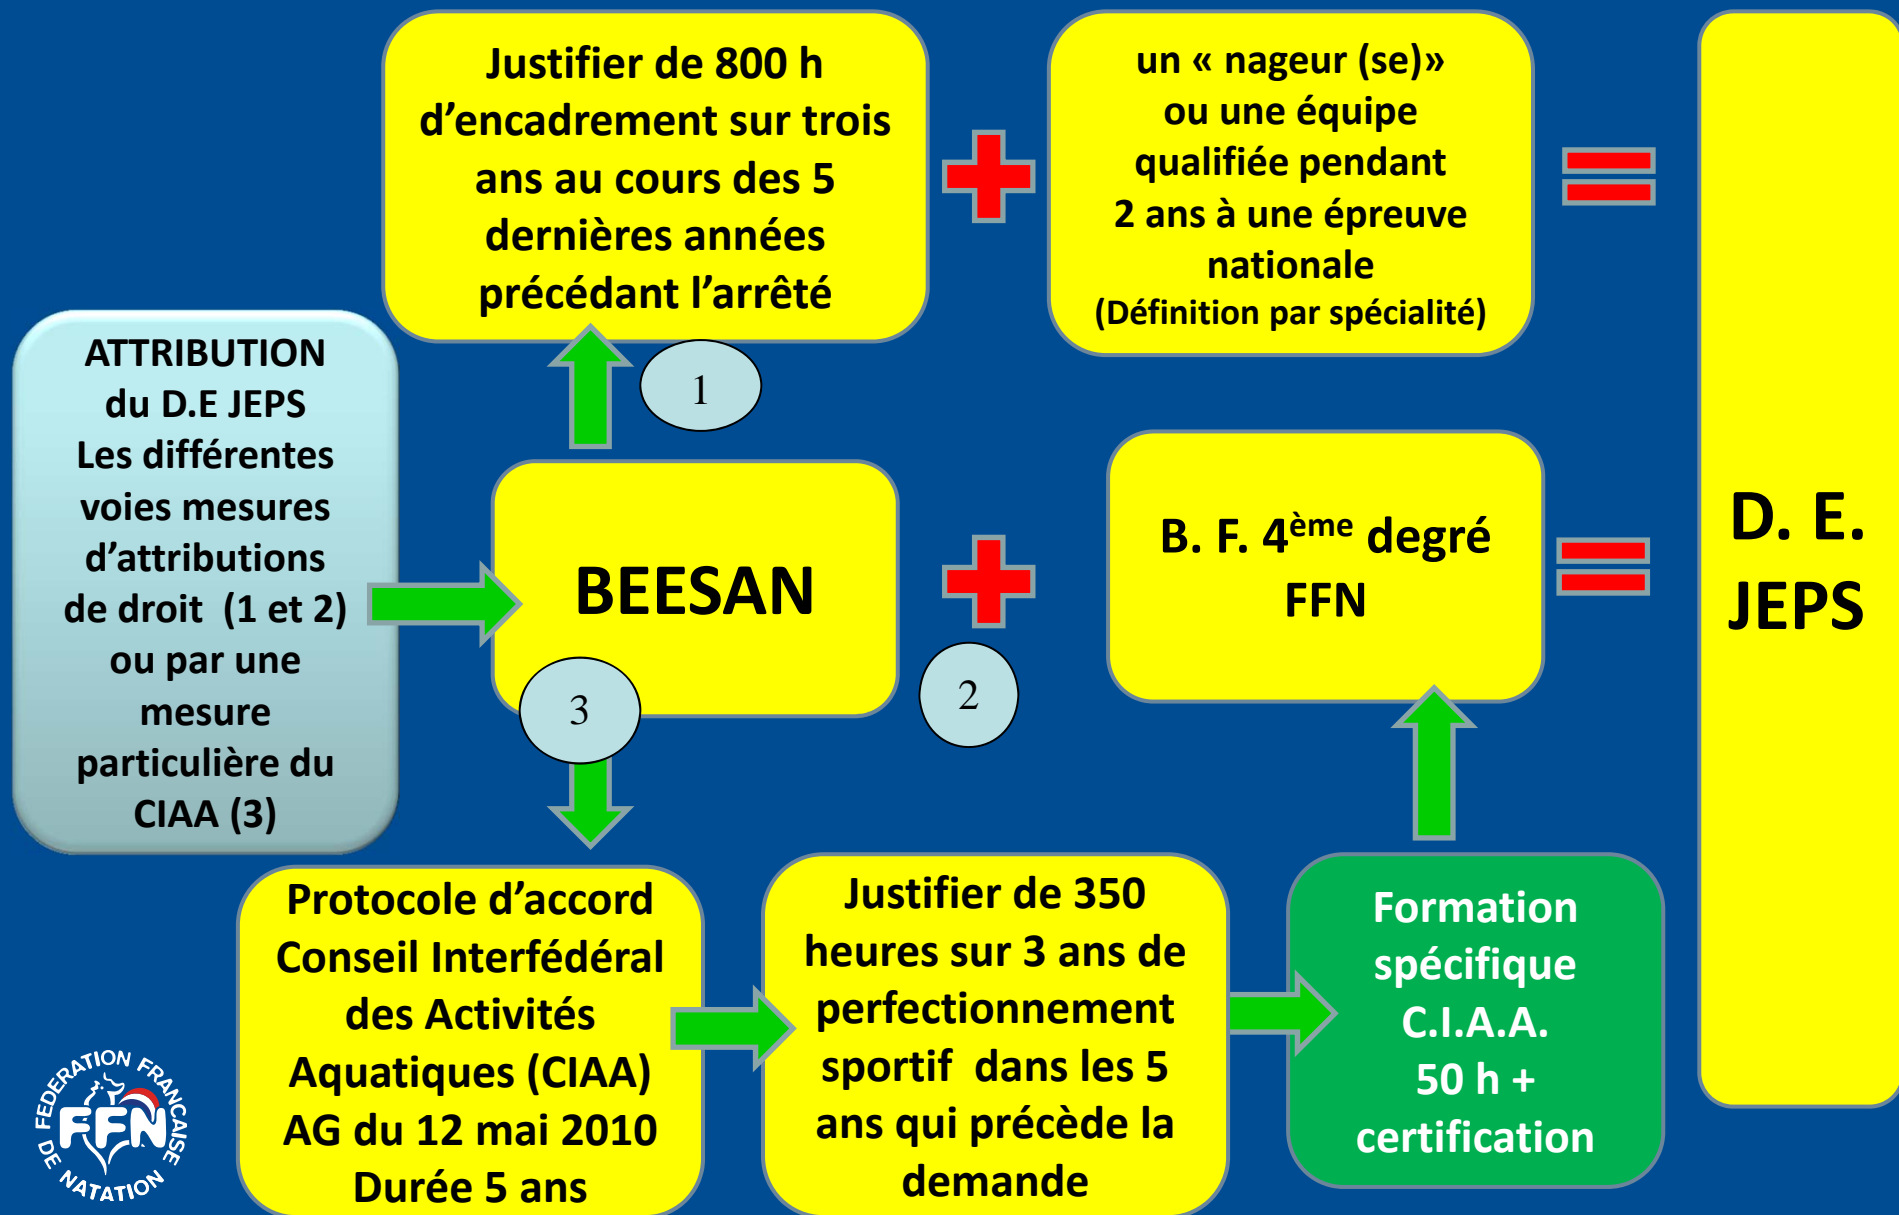 Justifier de 800 h
d'encadrement sur trois
ans au cours des 5
dernières années
précédant l'arrêté
un « nageur (se)»
ou une équipe
qualifiée pendant
2 ans à une épreuve
nationale
(Définition par spécialité)
ATTRIBUTION
du D.E JEPS
Les différentes
voies mesures
d'attributions
de droit (1 et 2)
ou par une
mesure
particulière du
CIAA (3)
1
BEESAN
B. F. 4ème degré
FFN
D. E.
JEPS
3
2
Protocole d'accord
Conseil Interfédéral
des Activités
Aquatiques (CIAA)
AG du 12 mai 2010
Durée 5 ans
Justifier de 350
heures sur 3 ans de
perfectionnement
sportif dans les 5
ans qui précède la
demande
Formation
spécifique
C.I.A.A.
50 h +
certification
FEDERATION FRANCAISE
FFN
DE NATATION